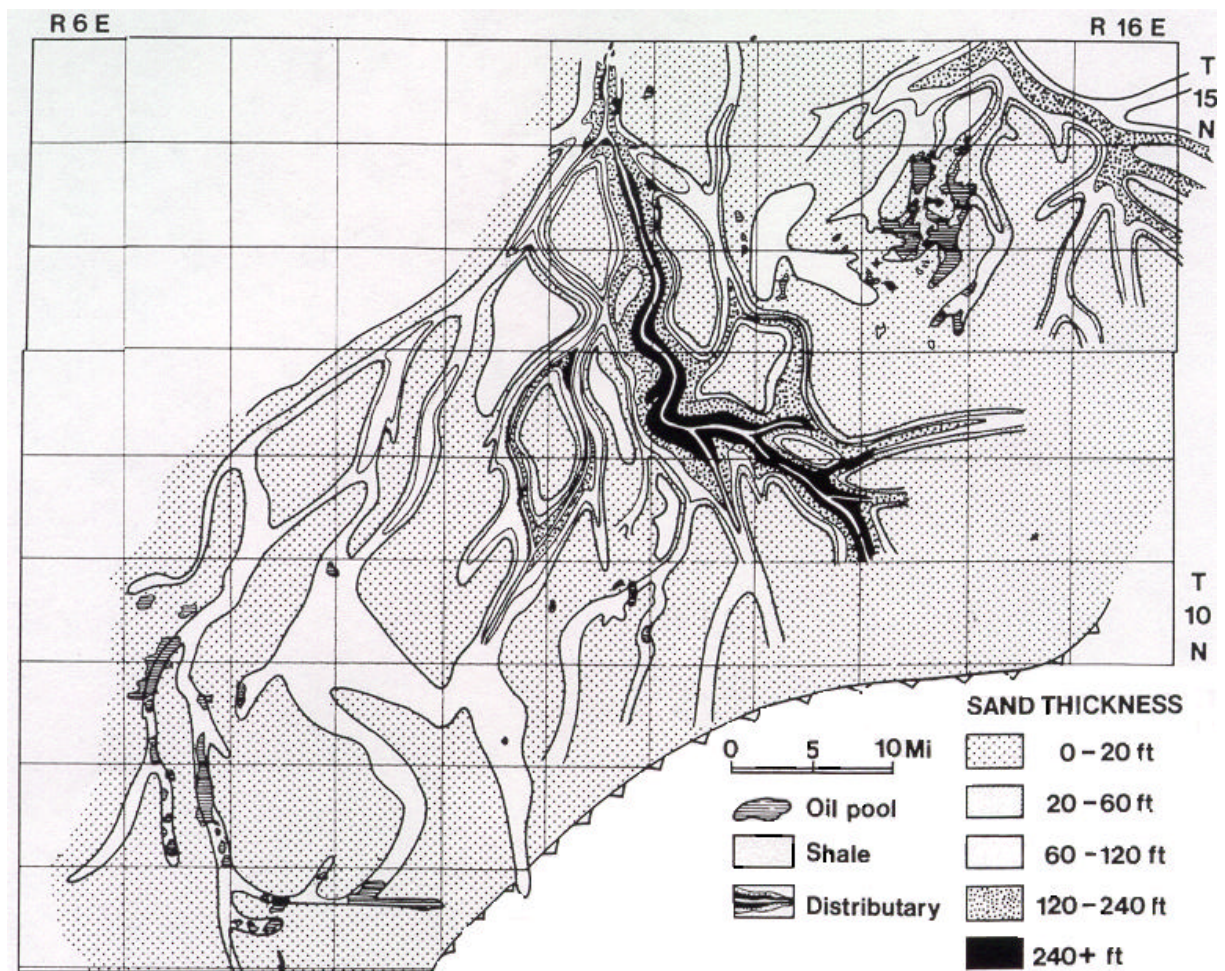 R 6 E
R 16 E
T
15
N
T
10
N
SAND THICKNESS
0 – 20 ft
20 – 60 ft
60 – 120 ft
120 – 240 ft
240+ ft
0 5 10 Mi
Oil pool
Shale
Distributary